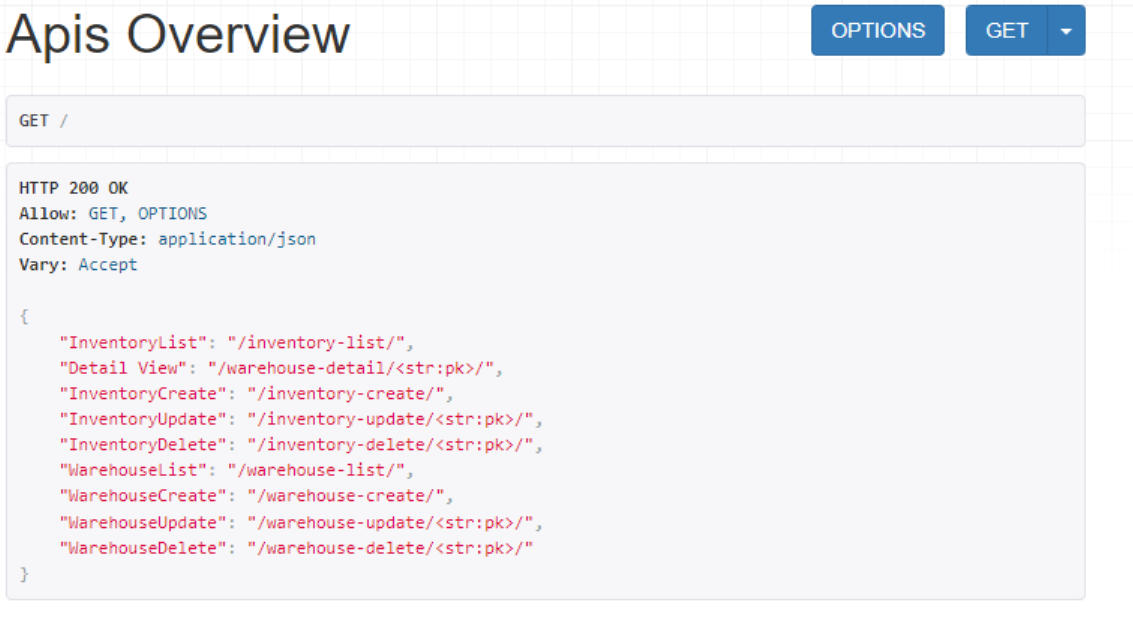 Apis Overview
OPTIONS
GET
GET /
HTTP 200 OK
Allow: GET, OPTIONS
Content-Type: application/json
Vary: Accept
{
    "InventoryList": "/inventory-list/",
    "Detail View": "/warehouse-detail/<str:pk>/",
    "InventoryCreate": "/inventory-create/",
    "InventoryUpdate": "/inventory-update/<str:pk>/",
    "InventoryDelete": "/inventory-delete/<str:pk>/",
    "WarehouseList": "/warehouse-list/",
    "WarehouseCreate": "/warehouse-create/",
    "WarehouseUpdate": "/warehouse-update/<str:pk>/",
    "WarehouseDelete": "/warehouse-delete/<str:pk>/"
}